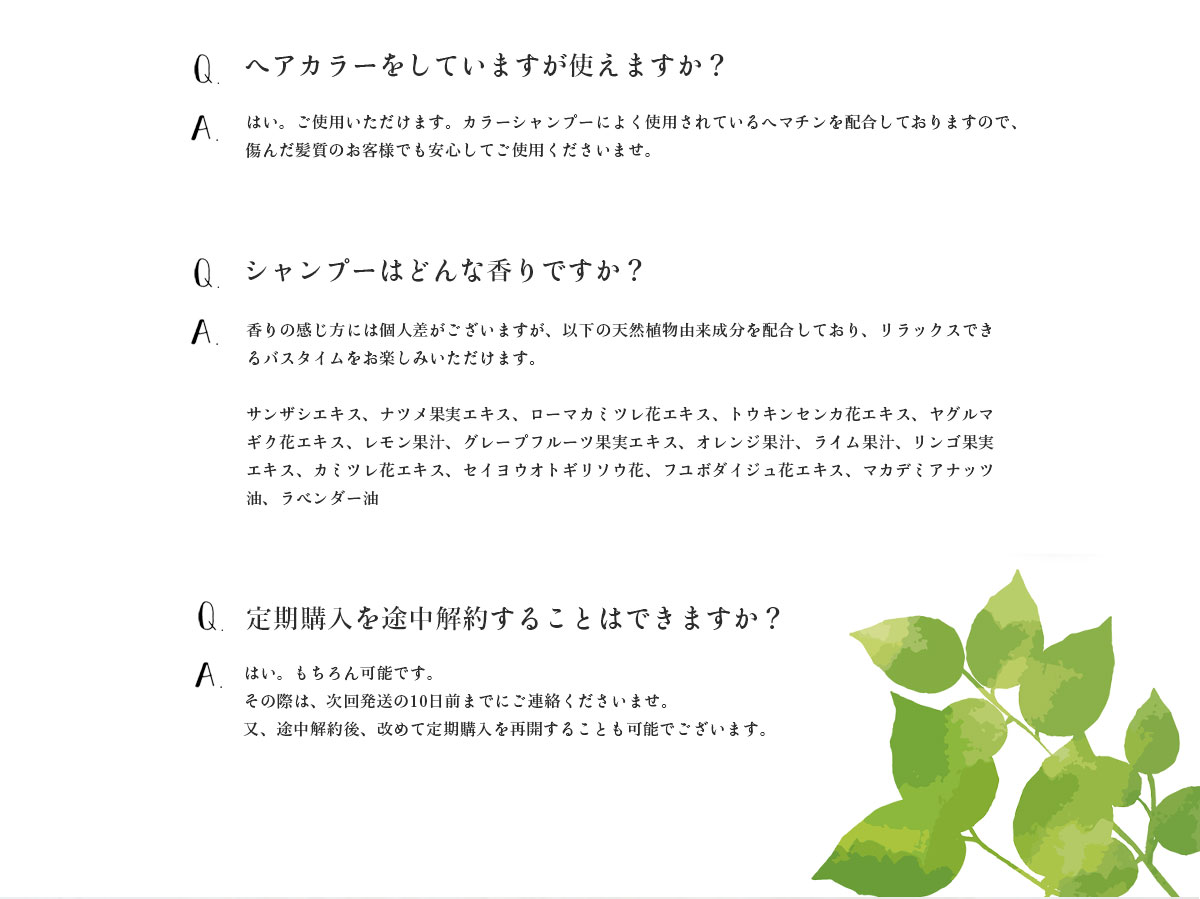 Q. ヘアカラーをしていますが使えますか？
A. はい。ご使用いただけます。カラーシャンプーによく使用されているヘマチンを配合しておりますので、
傷んだ髪質のお客様でも安心してご使用くださいませ。
Q. シャンプーはどんな香りですか？
A. 香りの感じ方には個人差がございますが、以下の天然植物由来成分を配合しており、リラックスでき
るバスタイムをお楽しみいただけます。
サンザシエキス、ナツメ果実エキス、ローマカミツレ花エキス、トウキンセンカ花エキス、ヤグルマ
ギク花エキス、レモン果汁、グレープフルーツ果実エキス、オレンジ果汁、ライム果汁、リンゴ果実
エキス、カミツレ花エキス、セイヨウオトギリソウ花、フユボダイジュ花エキス、マカデミアナッツ
油、ラベンダー油
Q. 定期購入を途中解約することはできますか？
A. はい。もちろん可能です。
その際は、次回発送の10日前までにご連絡くださいませ。
又、途中解約後、改めて定期購入を再開することも可能でございます。